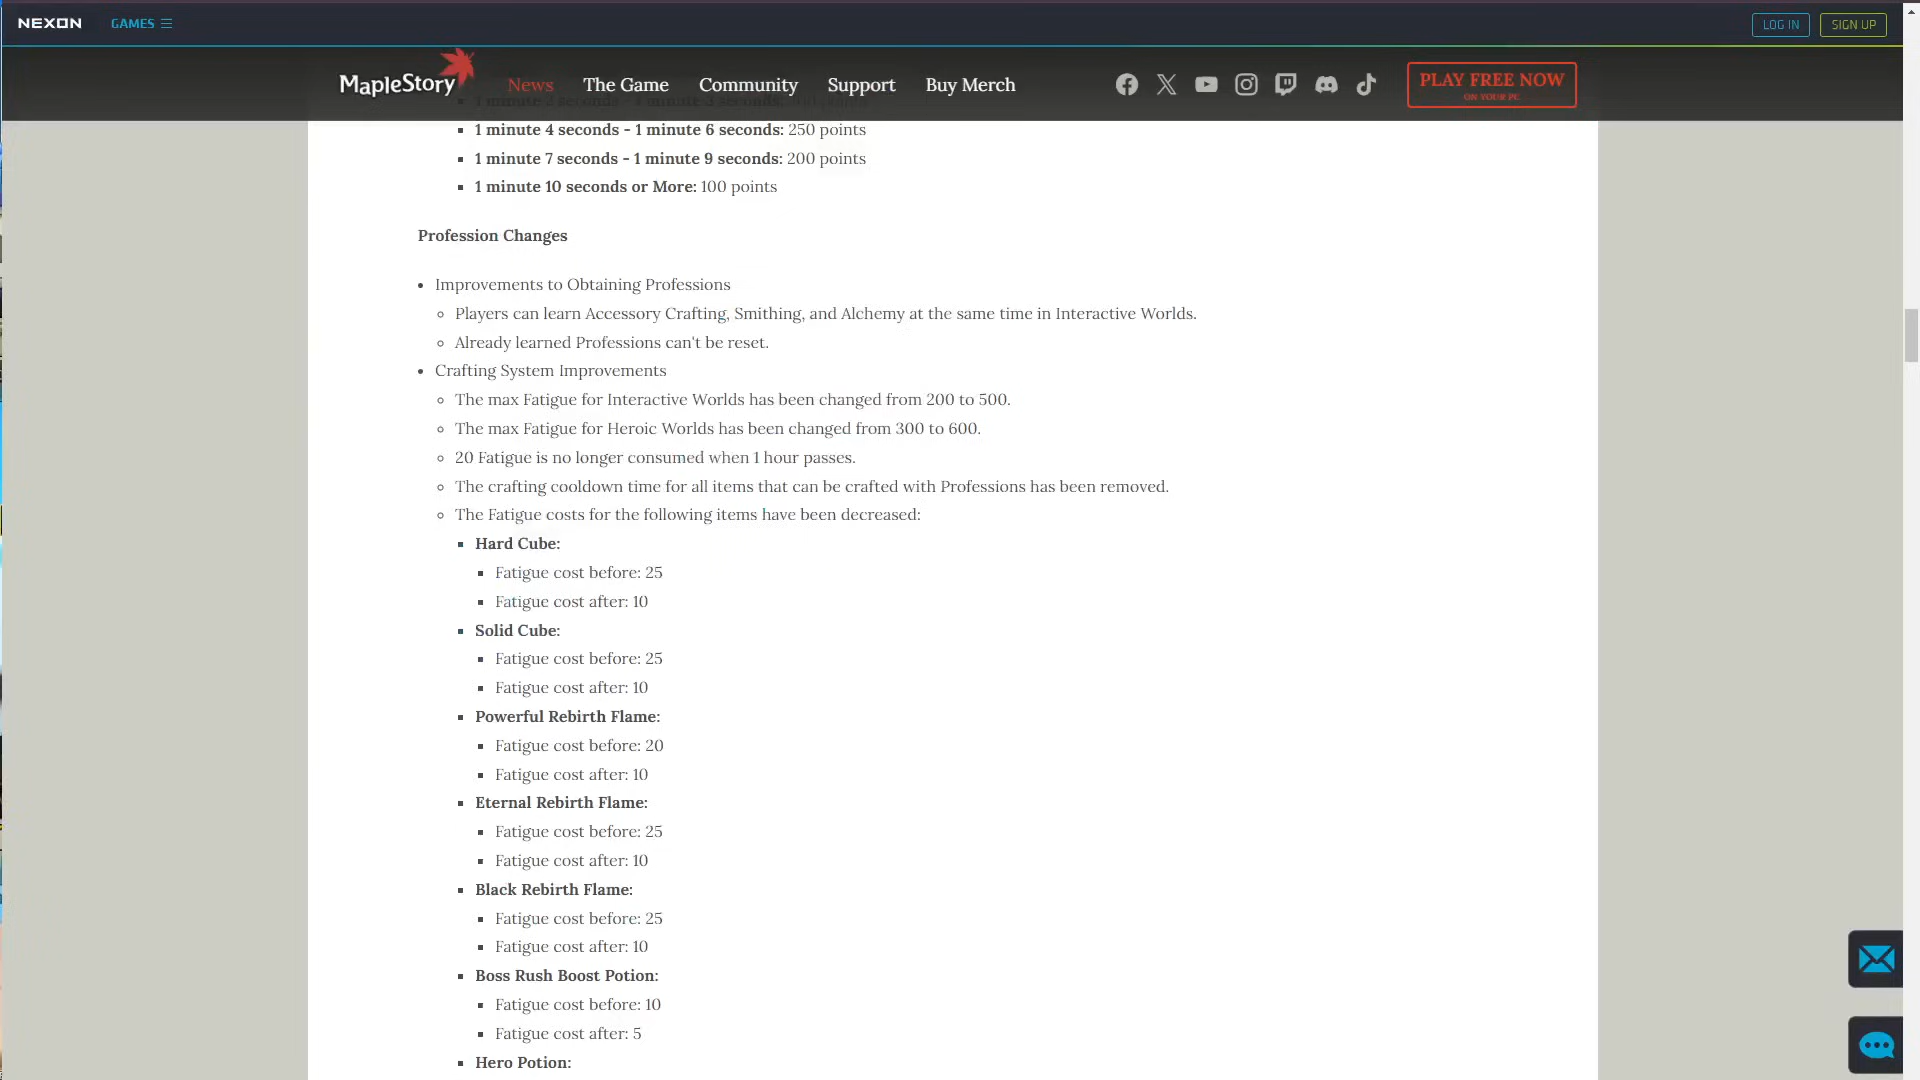 NEXON
GAMES
LOG IN
SIGN UP
MapleStory
News
The Game
Community
Support
Buy Merch
PLAY FREE NOW
ON YOUR PC
1 minute 4 seconds - 1 minute 6 seconds: 250 points
1 minute 7 seconds - 1 minute 9 seconds: 200 points
1 minute 10 seconds or More: 100 points
Profession Changes
Improvements to Obtaining Professions
Players can learn Accessory Crafting, Smithing, and Alchemy at the same time in Interactive Worlds.
Already learned Professions can't be reset.
Crafting System Improvements
The max Fatigue for Interactive Worlds has been changed from 200 to 500.
The max Fatigue for Heroic Worlds has been changed from 300 to 600.
20 Fatigue is no longer consumed when 1 hour passes.
The crafting cooldown time for all items that can be crafted with Professions has been removed.
The Fatigue costs for the following items have been decreased:
Hard Cube:
Fatigue cost before: 25
Fatigue cost after: 10
Solid Cube:
Fatigue cost before: 25
Fatigue cost after: 10
Powerful Rebirth Flame:
Fatigue cost before: 20
Fatigue cost after: 10
Eternal Rebirth Flame:
Fatigue cost before: 25
Fatigue cost after: 10
Black Rebirth Flame:
Fatigue cost before: 25
Fatigue cost after: 10
Boss Rush Boost Potion:
Fatigue cost before: 10
Fatigue cost after: 5
Hero Potion: